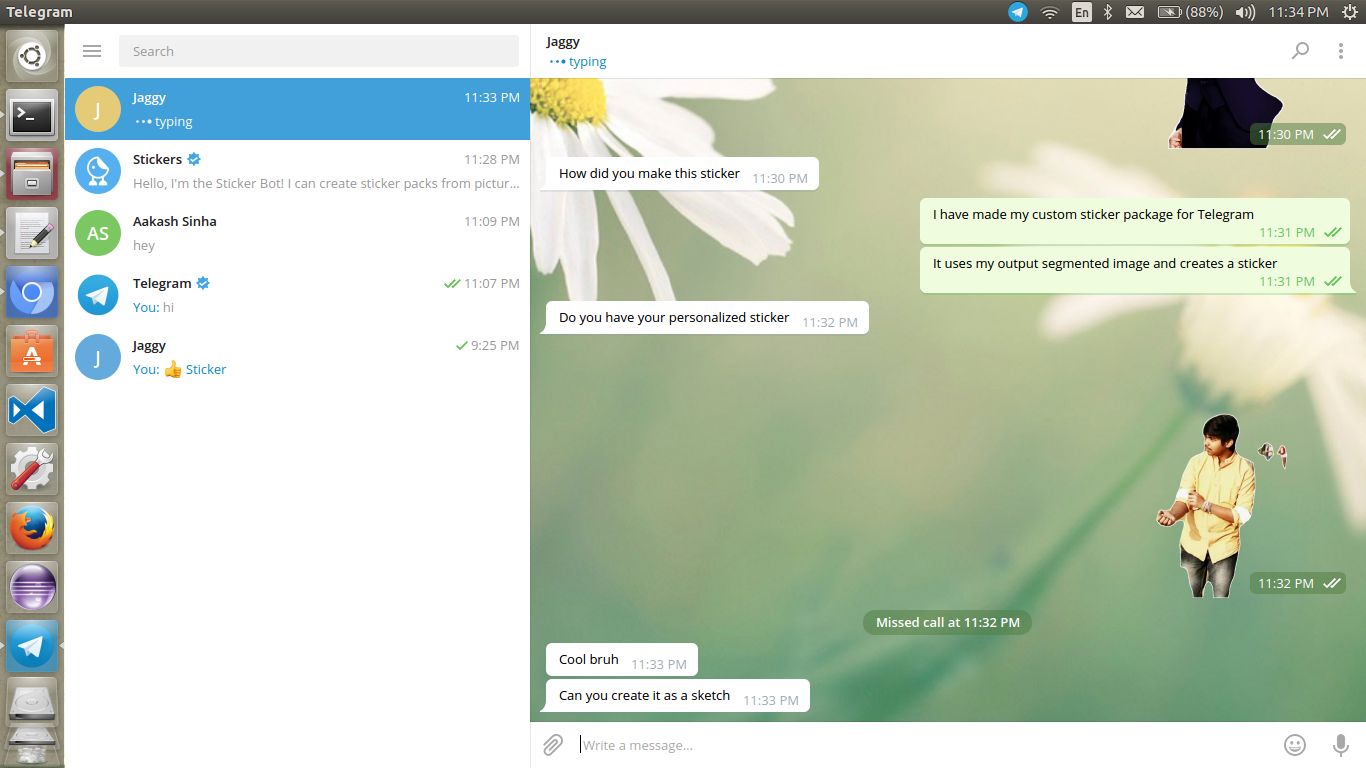 Telegram
En
(88%)
11:34 PM
Search
J
Jaggy
11:33 PM
typing
Stickers
11:28 PM
Hello, I'm the Sticker Bot! I can create sticker packs from pictur...
AS
Aakash Sinha
11:09 PM
hey
Telegram
11:07 PM
You: hi
J
Jaggy
9:25 PM
You: 👍 Sticker
Jaggy
typing
11:30 PM
How did you make this sticker
11:30 PM
I have made my custom sticker package for Telegram
11:31 PM
It uses my output segmented image and creates a sticker
11:31 PM
Do you have your personalized sticker
11:32 PM
11:32 PM
Missed call at 11:32 PM
Cool bruh
11:33 PM
Can you create it as a sketch
11:33 PM
Write a message...